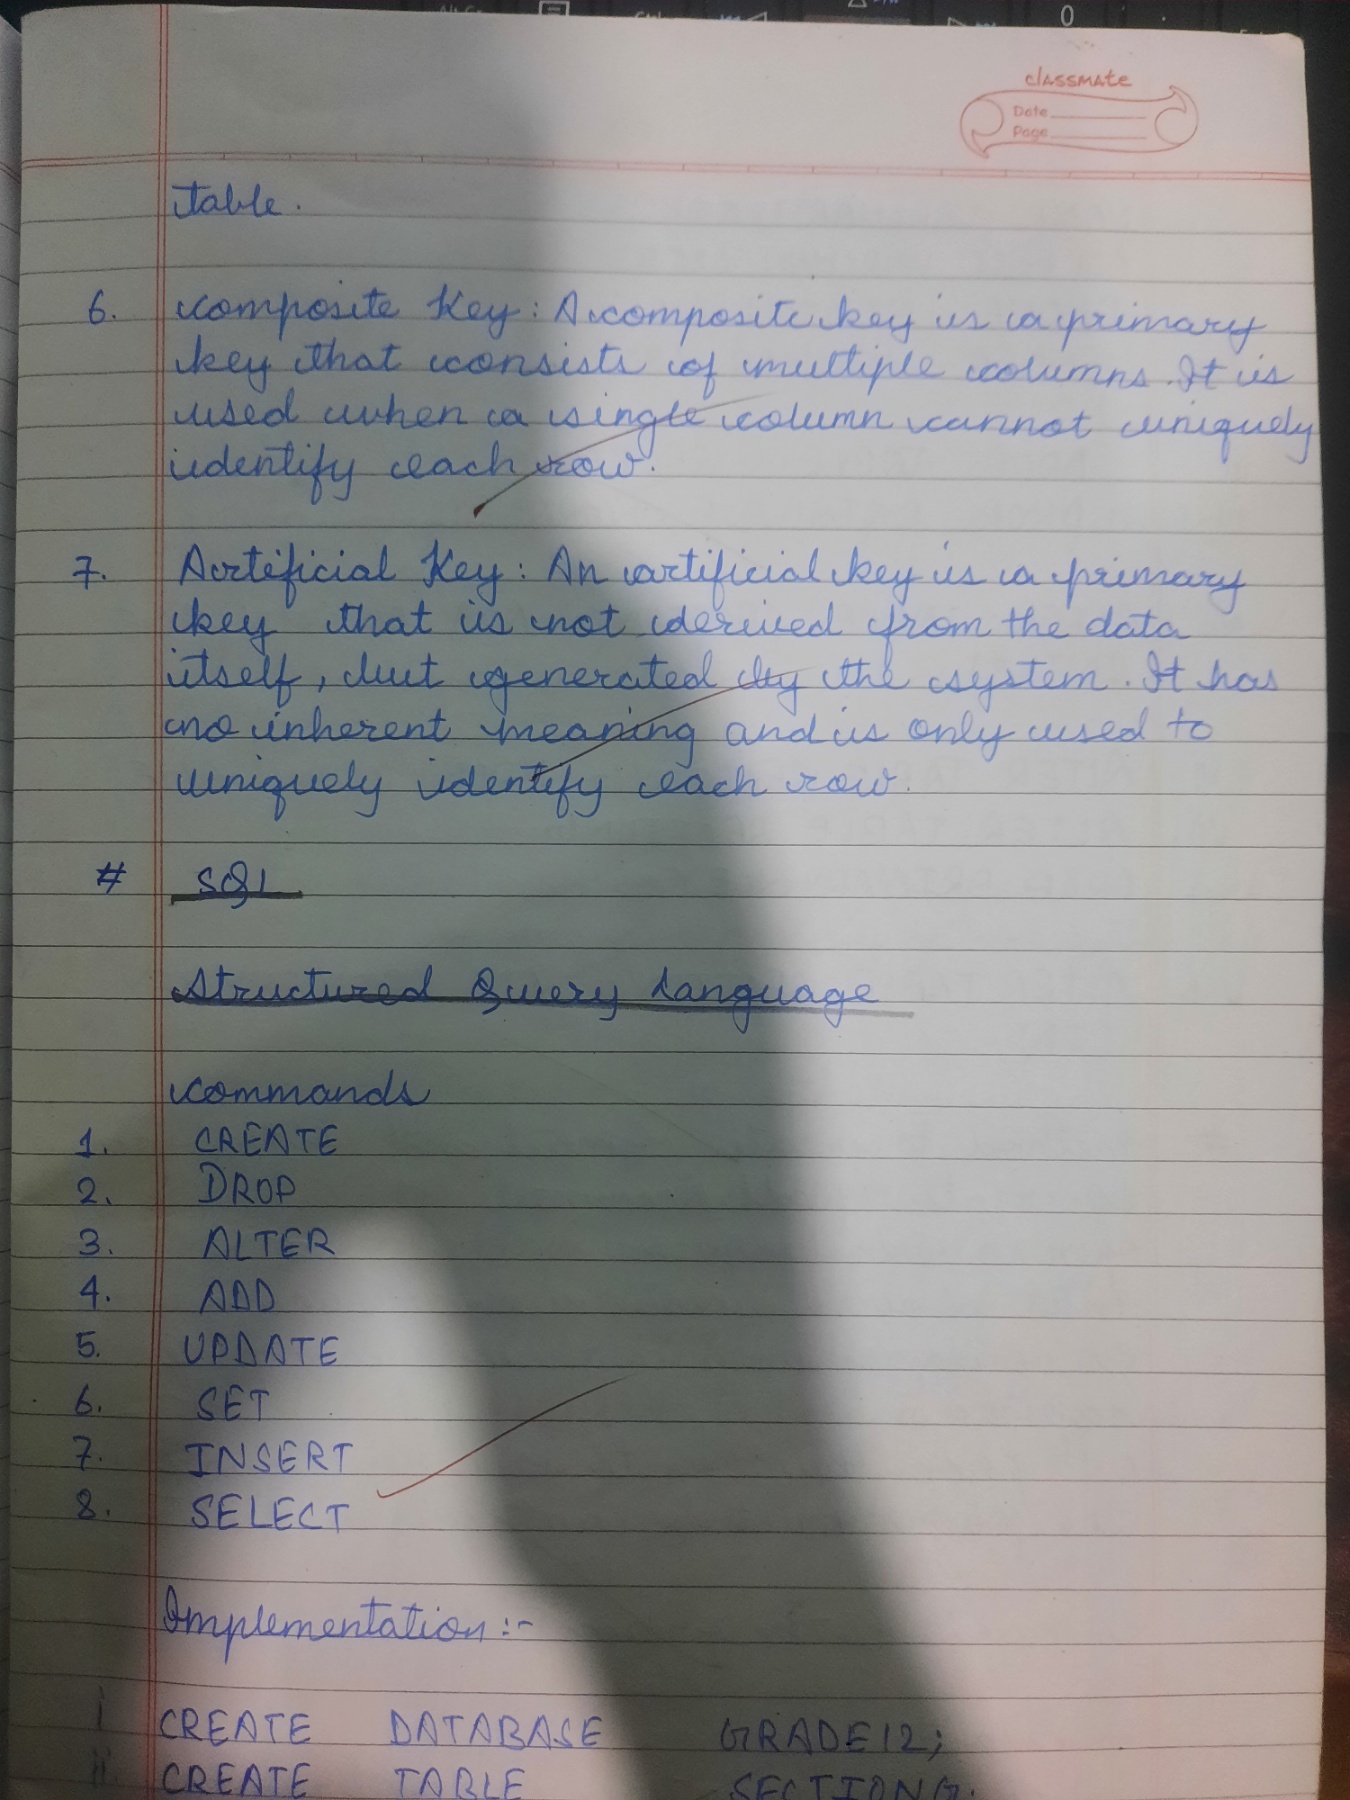 classmate
Date
Page
table.
6. Composite Key: A composite key is a primary
key that consists of multiple columns. It is
used when a single column cannot uniquely
identify each row.
7. Artificial Key: An artificial key is a primary
key that is not derived from the data
itself, but generated by the system. It has
no inherent meaning and is only used to
uniquely identify each row.
# SQL
Structured Query Language
Commands
1. CREATE
2. DROP
3. ALTER
4. ADD
5. UPDATE
6. SET
7. INSERT
8. SELECT
Implementation :-
i CREATE DATABASE GRADE12;
ii. CREATE TABLE